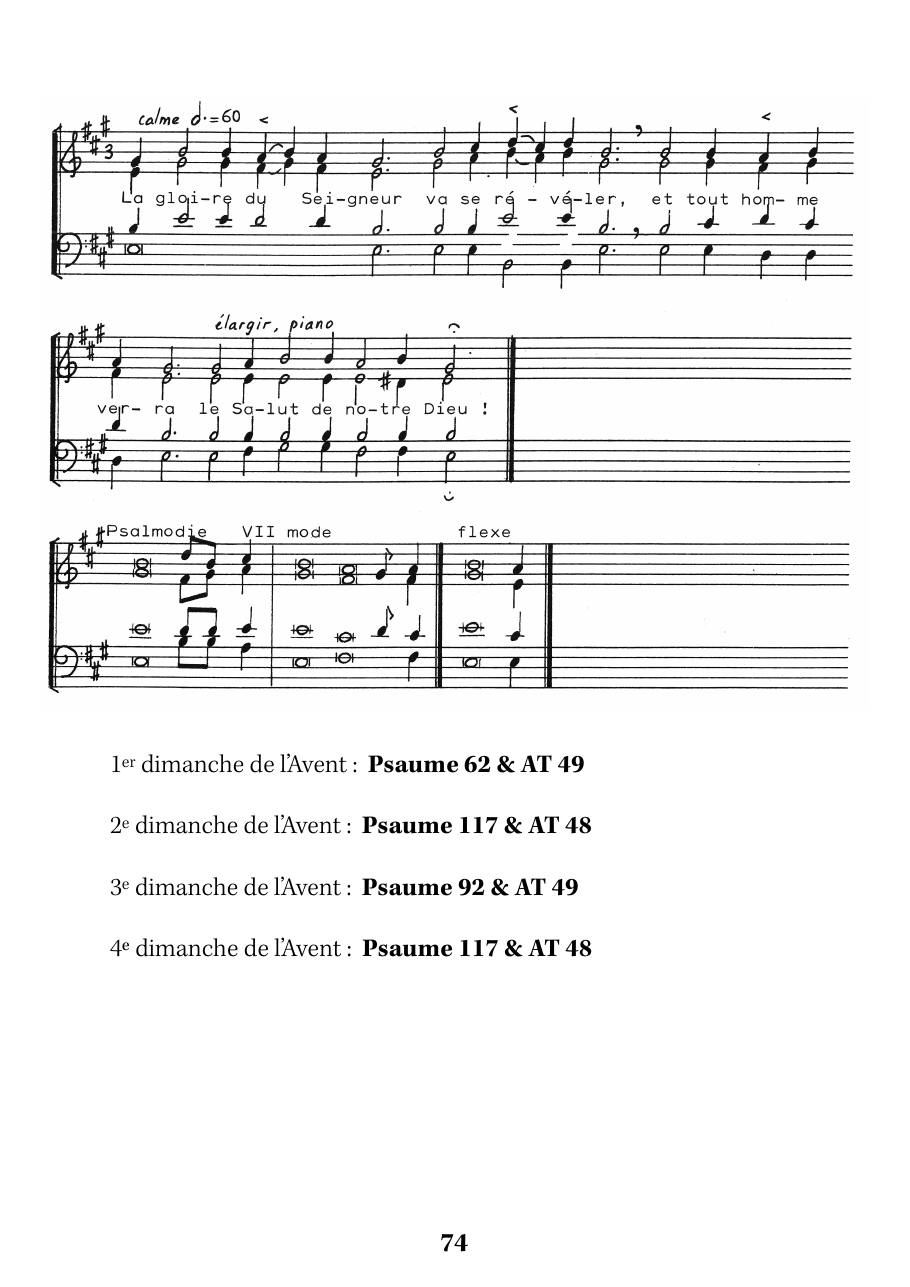 calme 𝅗𝅥. = 60
3
La gloi-re du Sei-gneur va se ré - vé-ler, et tout hom- me
élargir, piano
ver- ra le Sa-lut de no-tre Dieu !
Psalmodie VII mode flexe
1er dimanche de l’Avent : Psaume 62 & AT 49
2e dimanche de l’Avent : Psaume 117 & AT 48
3e dimanche de l’Avent : Psaume 92 & AT 49
4e dimanche de l’Avent : Psaume 117 & AT 48
74